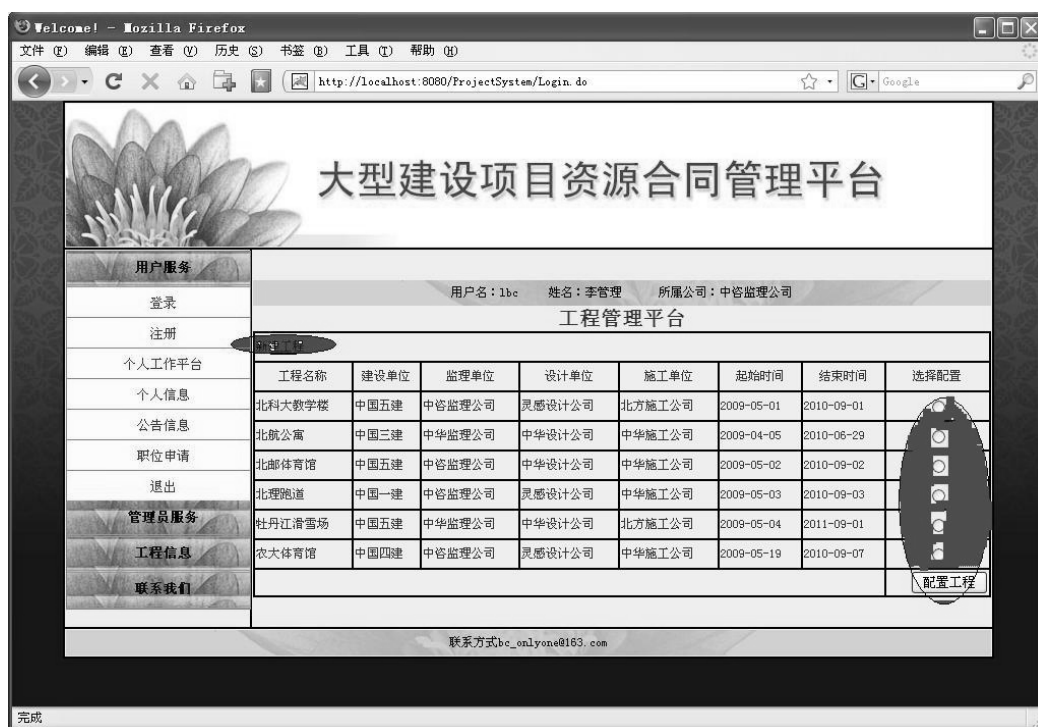 Welcome! - Mozilla Firefox
文件(F) 编辑(E) 查看(V) 历史(S) 书签(B) 工具(T) 帮助(H)
http://localhost:8080/ProjectSystem/Login.do
G Google
大型建设项目资源合同管理平台
用户服务
登录
注册
个人工作平台
个人信息
公告信息
职位申请
退出
管理员服务
工程信息
联系我们
用户名：lbc 姓名：李管理 所属公司：中咨监理公司
工程管理平台
新建工程
工程名称 建设单位 监理单位 设计单位 施工单位 起始时间 结束时间 选择配置
北科大教学楼 中国五建 中咨监理公司 灵感设计公司 北方施工公司 2009-05-01 2010-09-01
北航公寓 中国三建 中华监理公司 中华设计公司 中华施工公司 2009-04-05 2010-06-29
北邮体育馆 中国五建 中咨监理公司 中华设计公司 中华施工公司 2009-05-02 2010-09-02
北理跑道 中国一建 中咨监理公司 灵感设计公司 中华施工公司 2009-05-03 2010-09-03
牡丹江滑雪场 中国五建 中华监理公司 中华设计公司 北方施工公司 2009-05-04 2011-09-01
农大体育馆 中国四建 中咨监理公司 灵感设计公司 中华施工公司 2009-05-19 2010-09-07
配置工程
联系方式bc_onlyone@163.com
完成